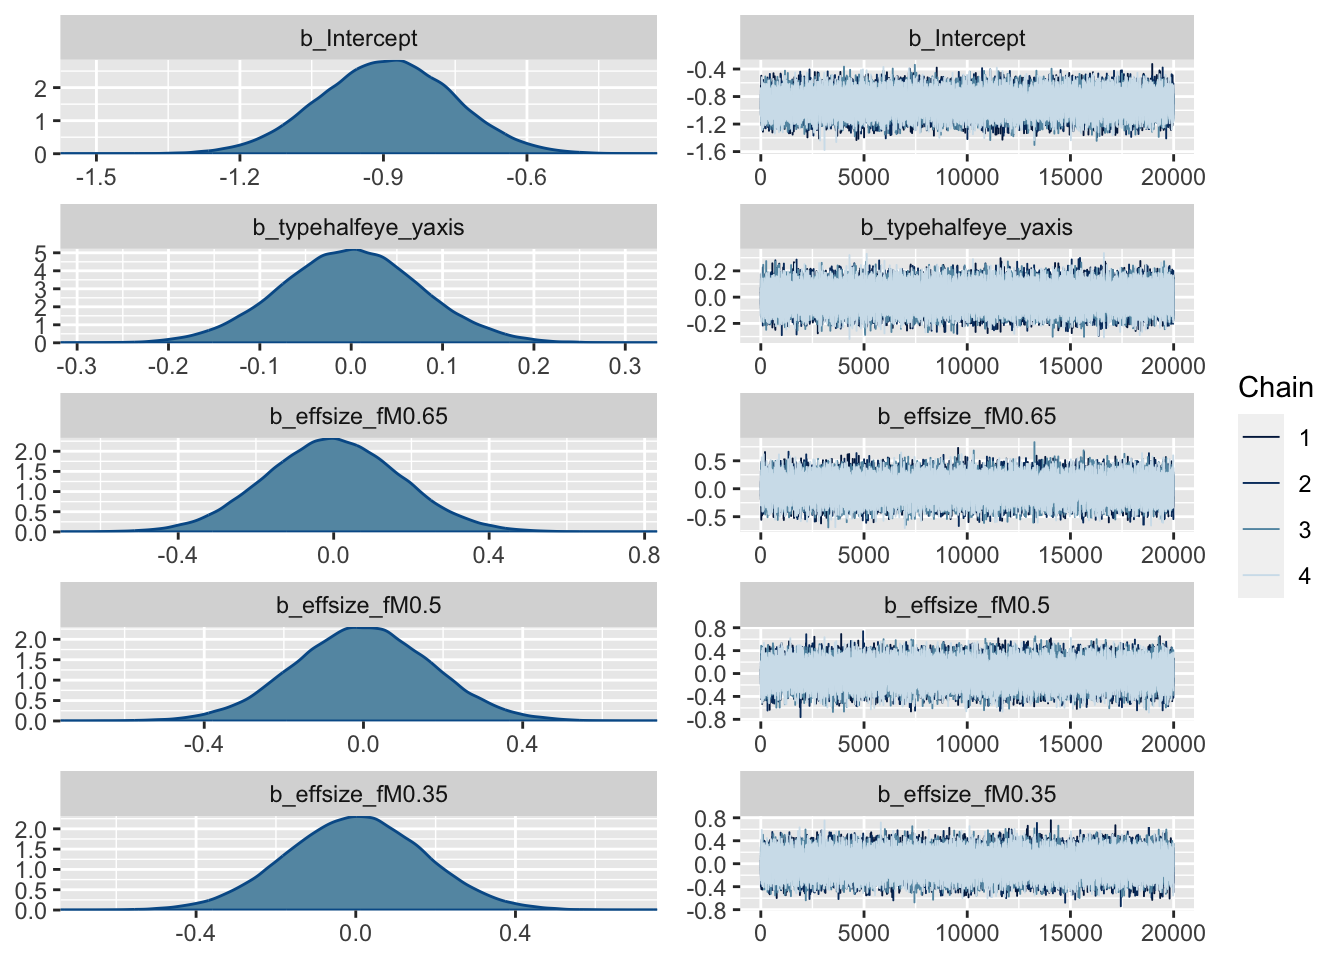 b_Intercept
2
1
0
-1.5 -1.2 -0.9 -0.6
b_Intercept
-0.4
-0.8
-1.2
-1.6
0 5000 10000 15000 20000
b_typehalfeye_yaxis
5
4
3
2
1
0
-0.3 -0.2 -0.1 0.0 0.1 0.2 0.3
b_typehalfeye_yaxis
0.2
0.0
-0.2
0 5000 10000 15000 20000
b_effsize_fM0.65
2.0
1.5
1.0
0.5
0.0
-0.4 0.0 0.4 0.8
b_effsize_fM0.65
0.5
0.0
-0.5
0 5000 10000 15000 20000
b_effsize_fM0.5
2.0
1.5
1.0
0.5
0.0
-0.4 0.0 0.4
b_effsize_fM0.5
0.8
0.4
0.0
-0.4
-0.8
0 5000 10000 15000 20000
b_effsize_fM0.35
2.0
1.5
1.0
0.5
0.0
-0.4 0.0 0.4
b_effsize_fM0.35
0.8
0.4
0.0
-0.4
-0.8
0 5000 10000 15000 20000
Chain
1
2
3
4